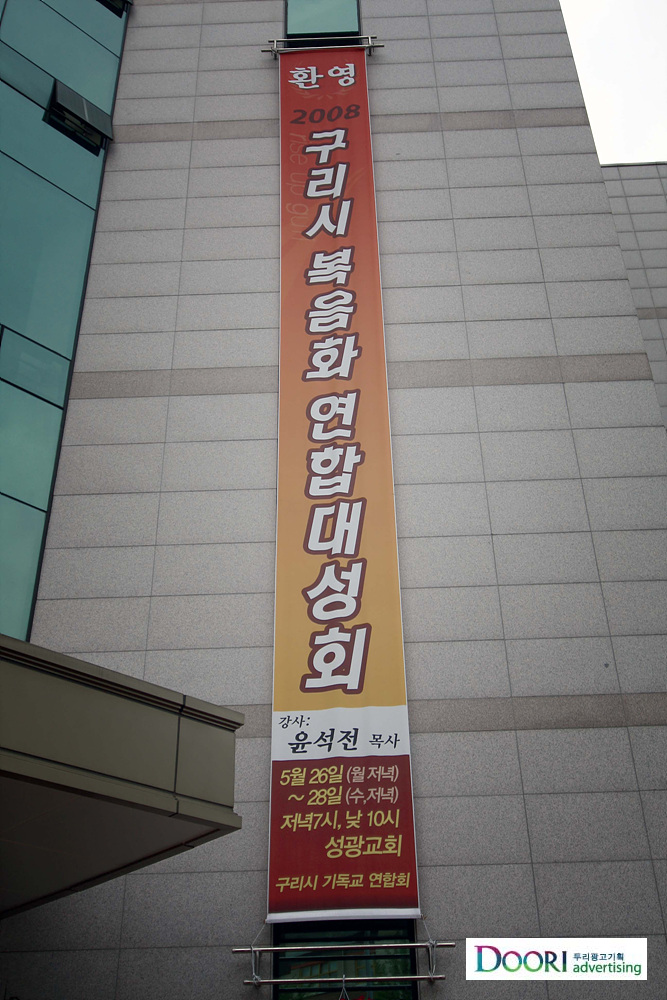 환영
2008
rise up guri
구리시 복음화 연합대성회
강사:
윤석전 목사
5월 26일 (월 저녁)
~ 28일 (수,저녁)
저녁7시, 낮 10시
성광교회
구리시 기독교 연합회
DOORI 두리광고기획
advertising